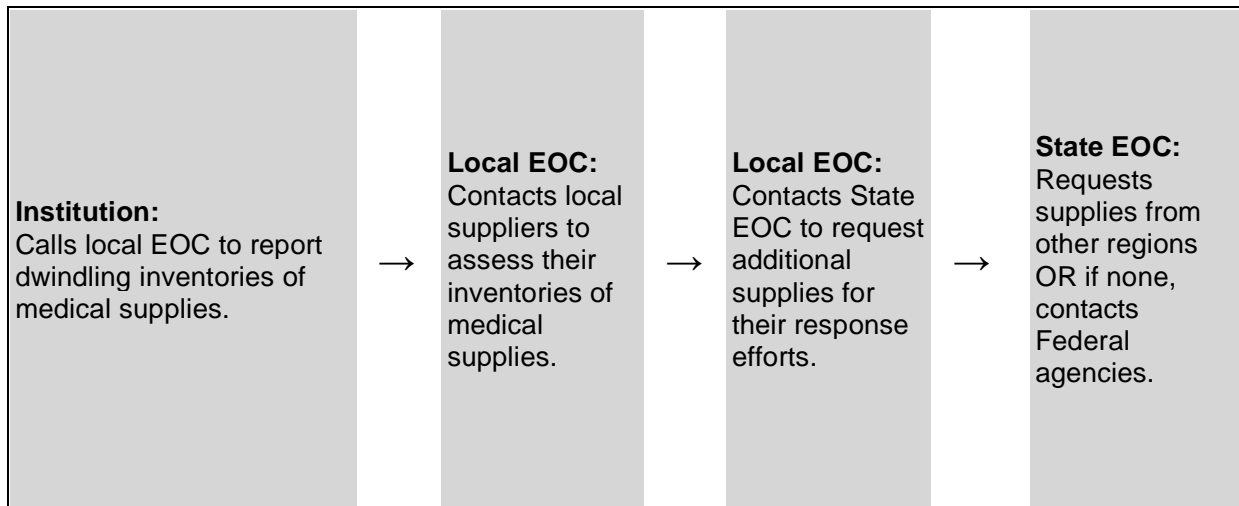 Institution:
Calls local EOC to report
dwindling inventories of
medical supplies.
→
Local EOC:
Contacts local
suppliers to
assess their
inventories of
medical
supplies.
→
Local EOC:
Contacts State
EOC to request
additional
supplies for
their response
efforts.
→
State EOC:
Requests
supplies from
other regions
OR if none,
contacts
Federal
agencies.